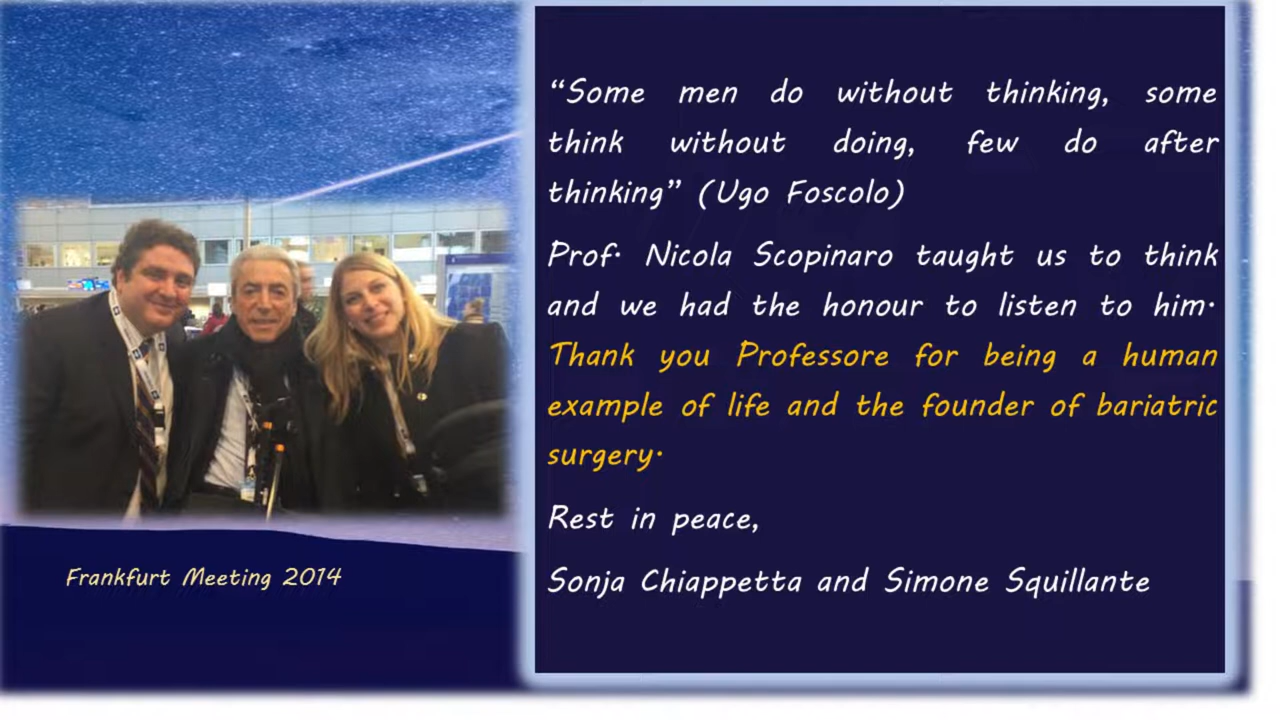 “Some men do without thinking, some
think without doing, few do after
thinking” (Ugo Foscolo)
Prof. Nicola Scopinaro taught us to think
and we had the honour to listen to him.
Thank you Professore for being a human
example of life and the founder of bariatric
surgery.
Rest in peace,
Sonja Chiappetta and Simone Squillante
Frankfurt Meeting 2014